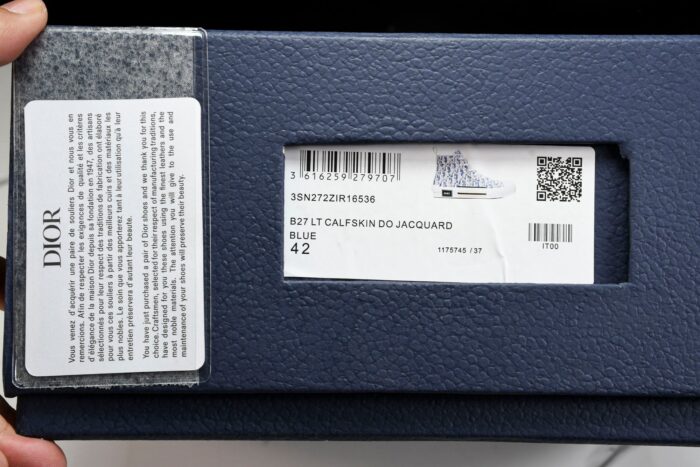 DIOR
Vous venez d'acquérir une paire de souliers Dior et nous vous en
remercions. Afin de respecter les exigences de qualité et les critères
d'élégance de la maison Dior depuis sa fondation en 1947, des artisans
sélectionnés pour leur respect des traditions de fabrication ont élaboré
pour vous ces souliers à partir des meilleurs cuirs et des matériaux les
plus nobles. Le soin que vous apporterez tant à leur utilisation qu'à leur
entretien préservera d'autant leur beauté.
You have just purchased a pair of Dior shoes and we thank you for this
choice. Craftsmen, selected for their respect of manufacturing traditions,
have designed for you these shoes using the finest leathers and the
most noble materials. The attention you will give to the use and
maintenance of your shoes will preserve their beauty.
3 616259 279707
3SN272ZIR16536
B27 LT CALFSKIN DO JACQUARD
BLUE
42
1175745 / 37
IT00